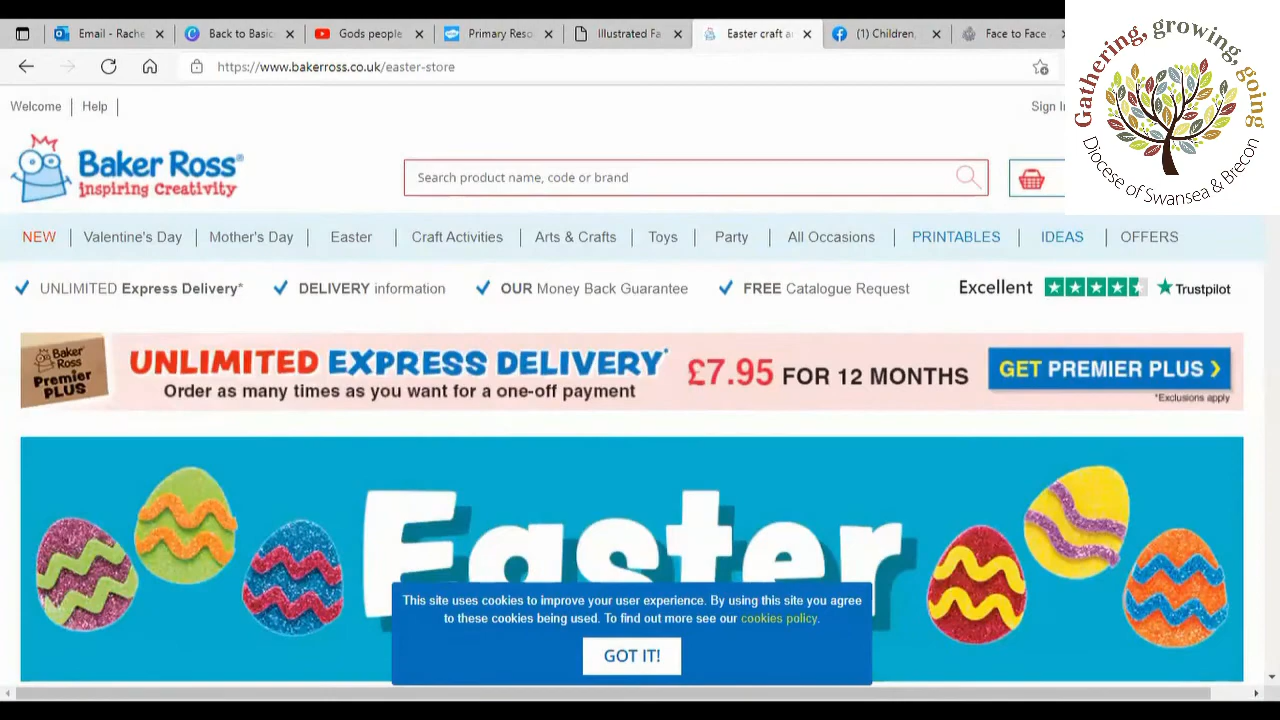 Email - Rache
Back to Basic
Gods people
Primary Reso
Illustrated Fa
Easter craft a
(1) Children,
Face to Face
https://www.bakerross.co.uk/easter-store
Gathering, growing, going
Diocese of Swansea & Brecon
Welcome
Help
Sign In
Baker Ross®
inspiring Creativity
Search product name, code or brand
NEW
Valentine's Day
Mother's Day
Easter
Craft Activities
Arts & Crafts
Toys
Party
All Occasions
PRINTABLES
IDEAS
OFFERS
UNLIMITED Express Delivery*
DELIVERY information
OUR Money Back Guarantee
FREE Catalogue Request
Excellent
Trustpilot
Baker Ross
Premier PLUS
UNLIMITED EXPRESS DELIVERY*
Order as many times as you want for a one-off payment
£7.95 FOR 12 MONTHS
GET PREMIER PLUS
*Exclusions apply
Easter
This site uses cookies to improve your user experience. By using this site you agree
to these cookies being used. To find out more see our cookies policy.
GOT IT!